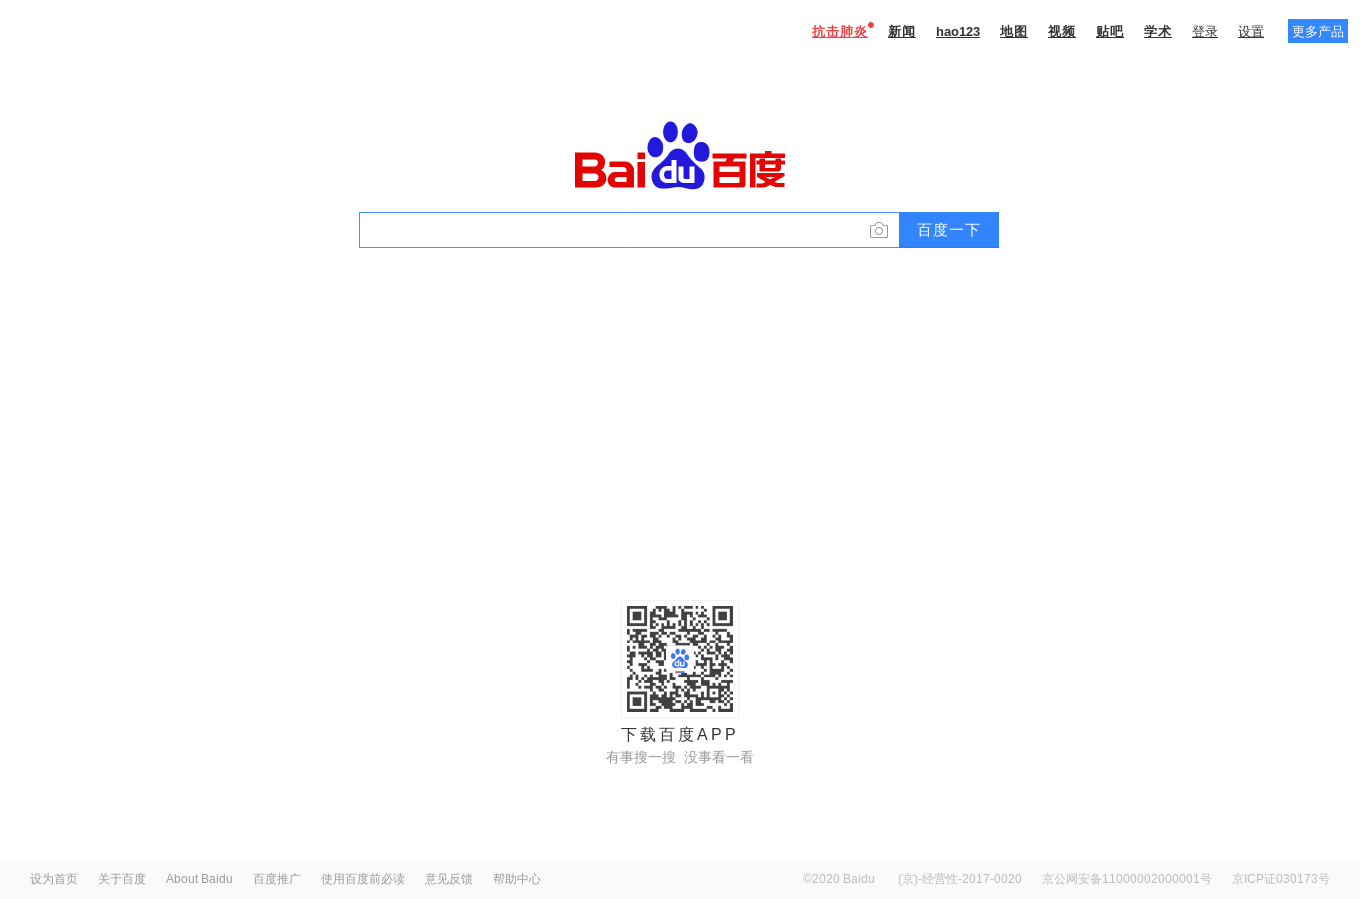 抗击肺炎 新闻 hao123 地图 视频 贴吧 学术 登录 设置 更多产品
Bai du 百度
百度一下
du
下载百度APP
有事搜一搜 没事看一看
设为首页 关于百度 About Baidu 百度推广 使用百度前必读 意见反馈 帮助中心 ©2020 Baidu (京)-经营性-2017-0020 京公网安备11000002000001号 京ICP证030173号